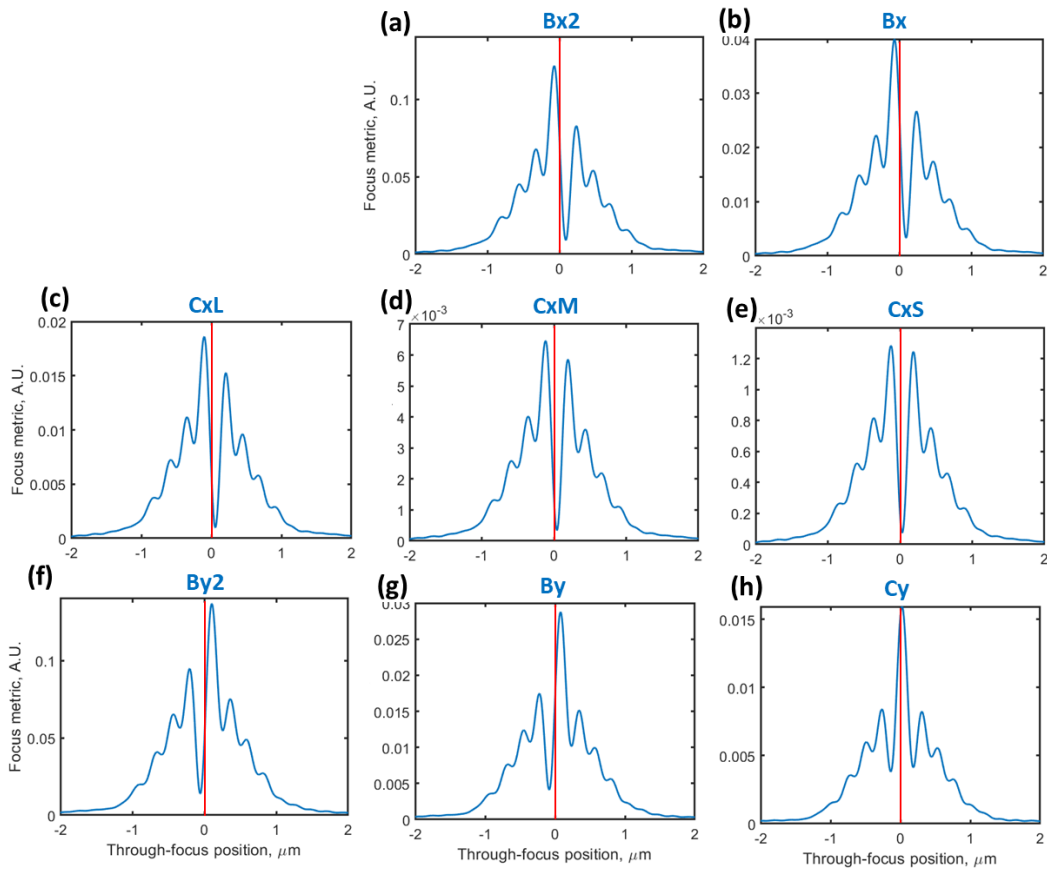 (a) Bx2
(b) Bx
Focus metric, A.U.
0.1
0.05
0
-2 -1 0 1 2
0.04
0.03
0.02
0.01
0
-2 -1 0 1 2
(c) CxL
(d) CxM
(e) CxS
Focus metric, A.U.
0.02
0.015
0.01
0.005
-2 -1 0 1 2
×10⁻³
7
6
5
4
3
2
1
0
-2 -1 0 1 2
×10⁻³
1.2
1
0.8
0.6
0.4
0.2
0
-2 -1 0 1 2
(f) By2
(g) By
(h) Cy
Focus metric, A.U.
0.1
0.05
0
-2 -1 0 1 2
Through-focus position, μm
0.03
0.025
0.02
0.015
0.01
0.005
0
-2 -1 0 1 2
Through-focus position, μm
0.015
0.01
0.005
0
-2 -1 0 1 2
Through-focus position, μm